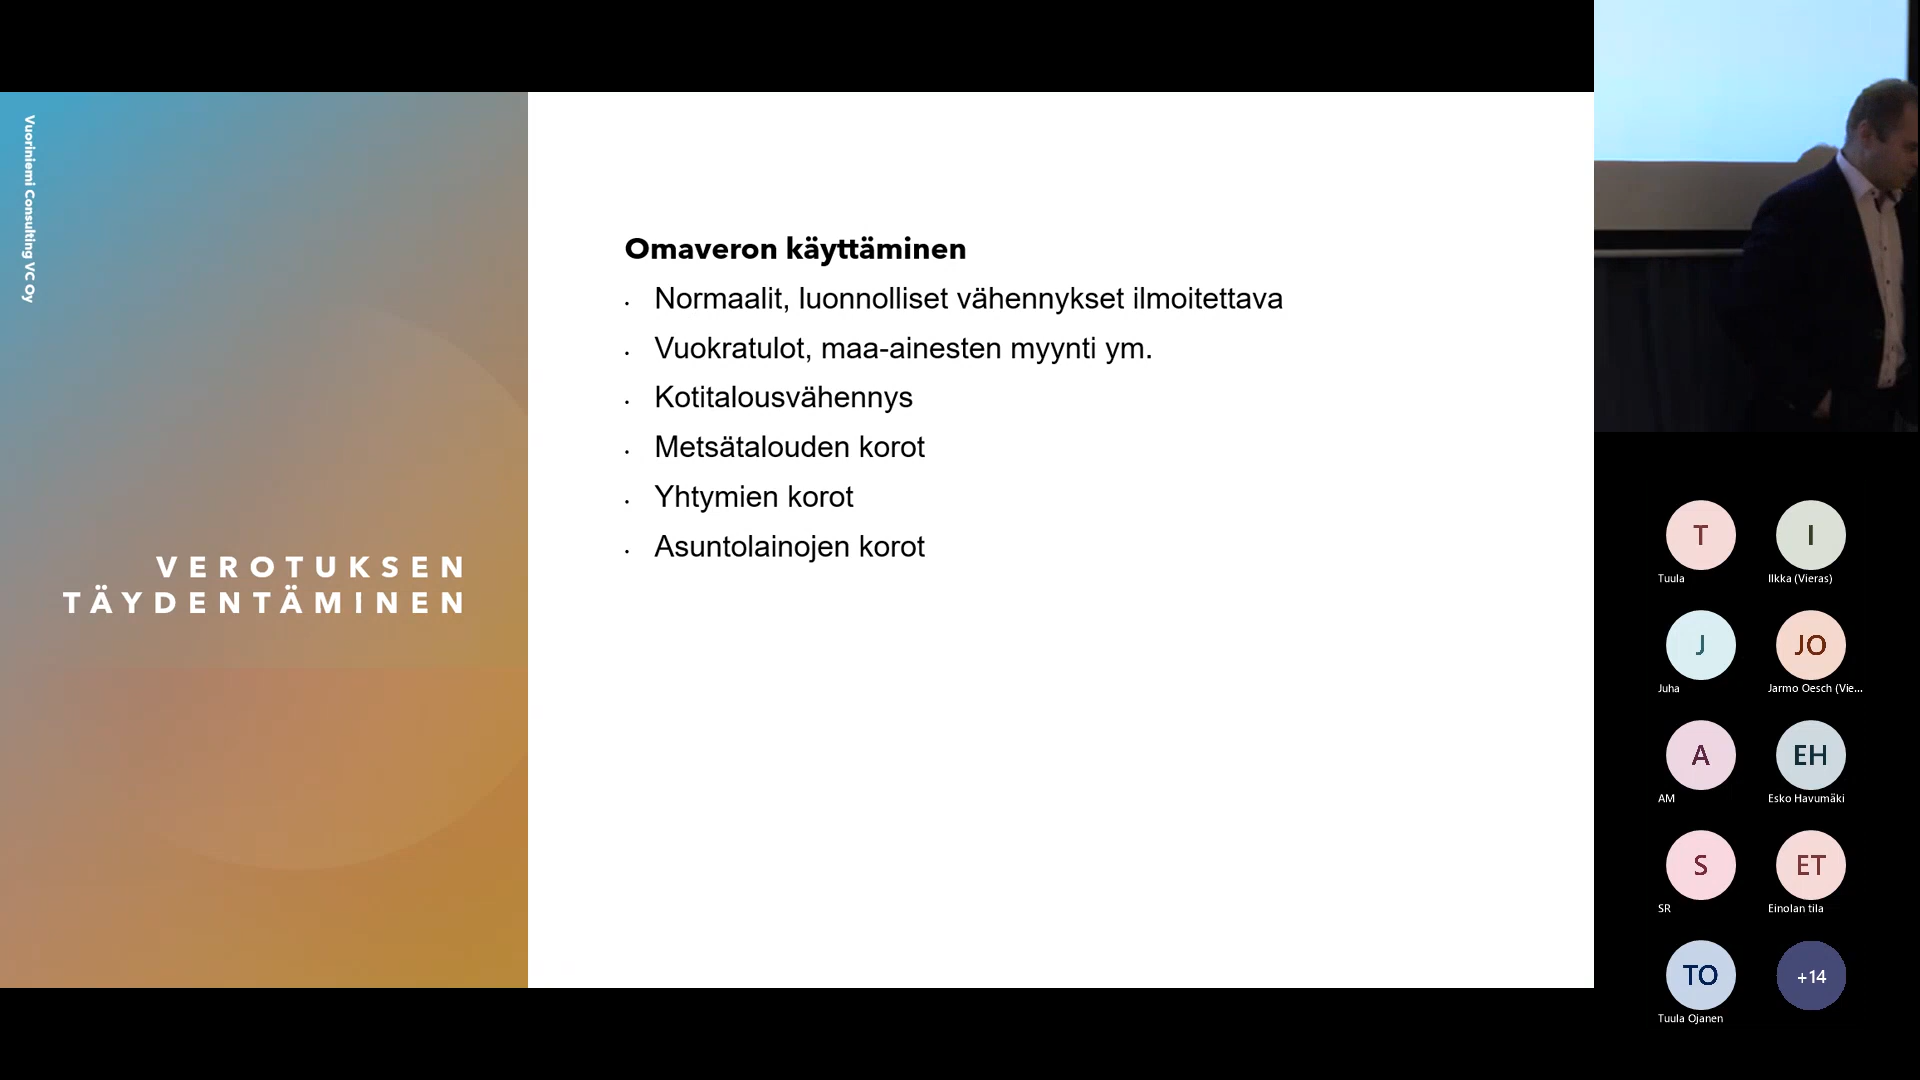 Vuoriniemi Consulting VC Oy
VEROTUKSEN
TÄYDENTÄMINEN
Omaveron käyttäminen
• Normaalit, luonnolliset vähennykset ilmoitettava
• Vuokratulot, maa-ainesten myynti ym.
• Kotitalousvähennys
• Metsätalouden korot
• Yhtymien korot
• Asuntolainojen korot
T
Tuula
I
Ilkka (Vieras)
J
Juha
JO
Jarmo Oesch (Vie...
A
AM
EH
Esko Havumäki
S
SR
ET
Einolan tila
TO
Tuula Ojanen
+14